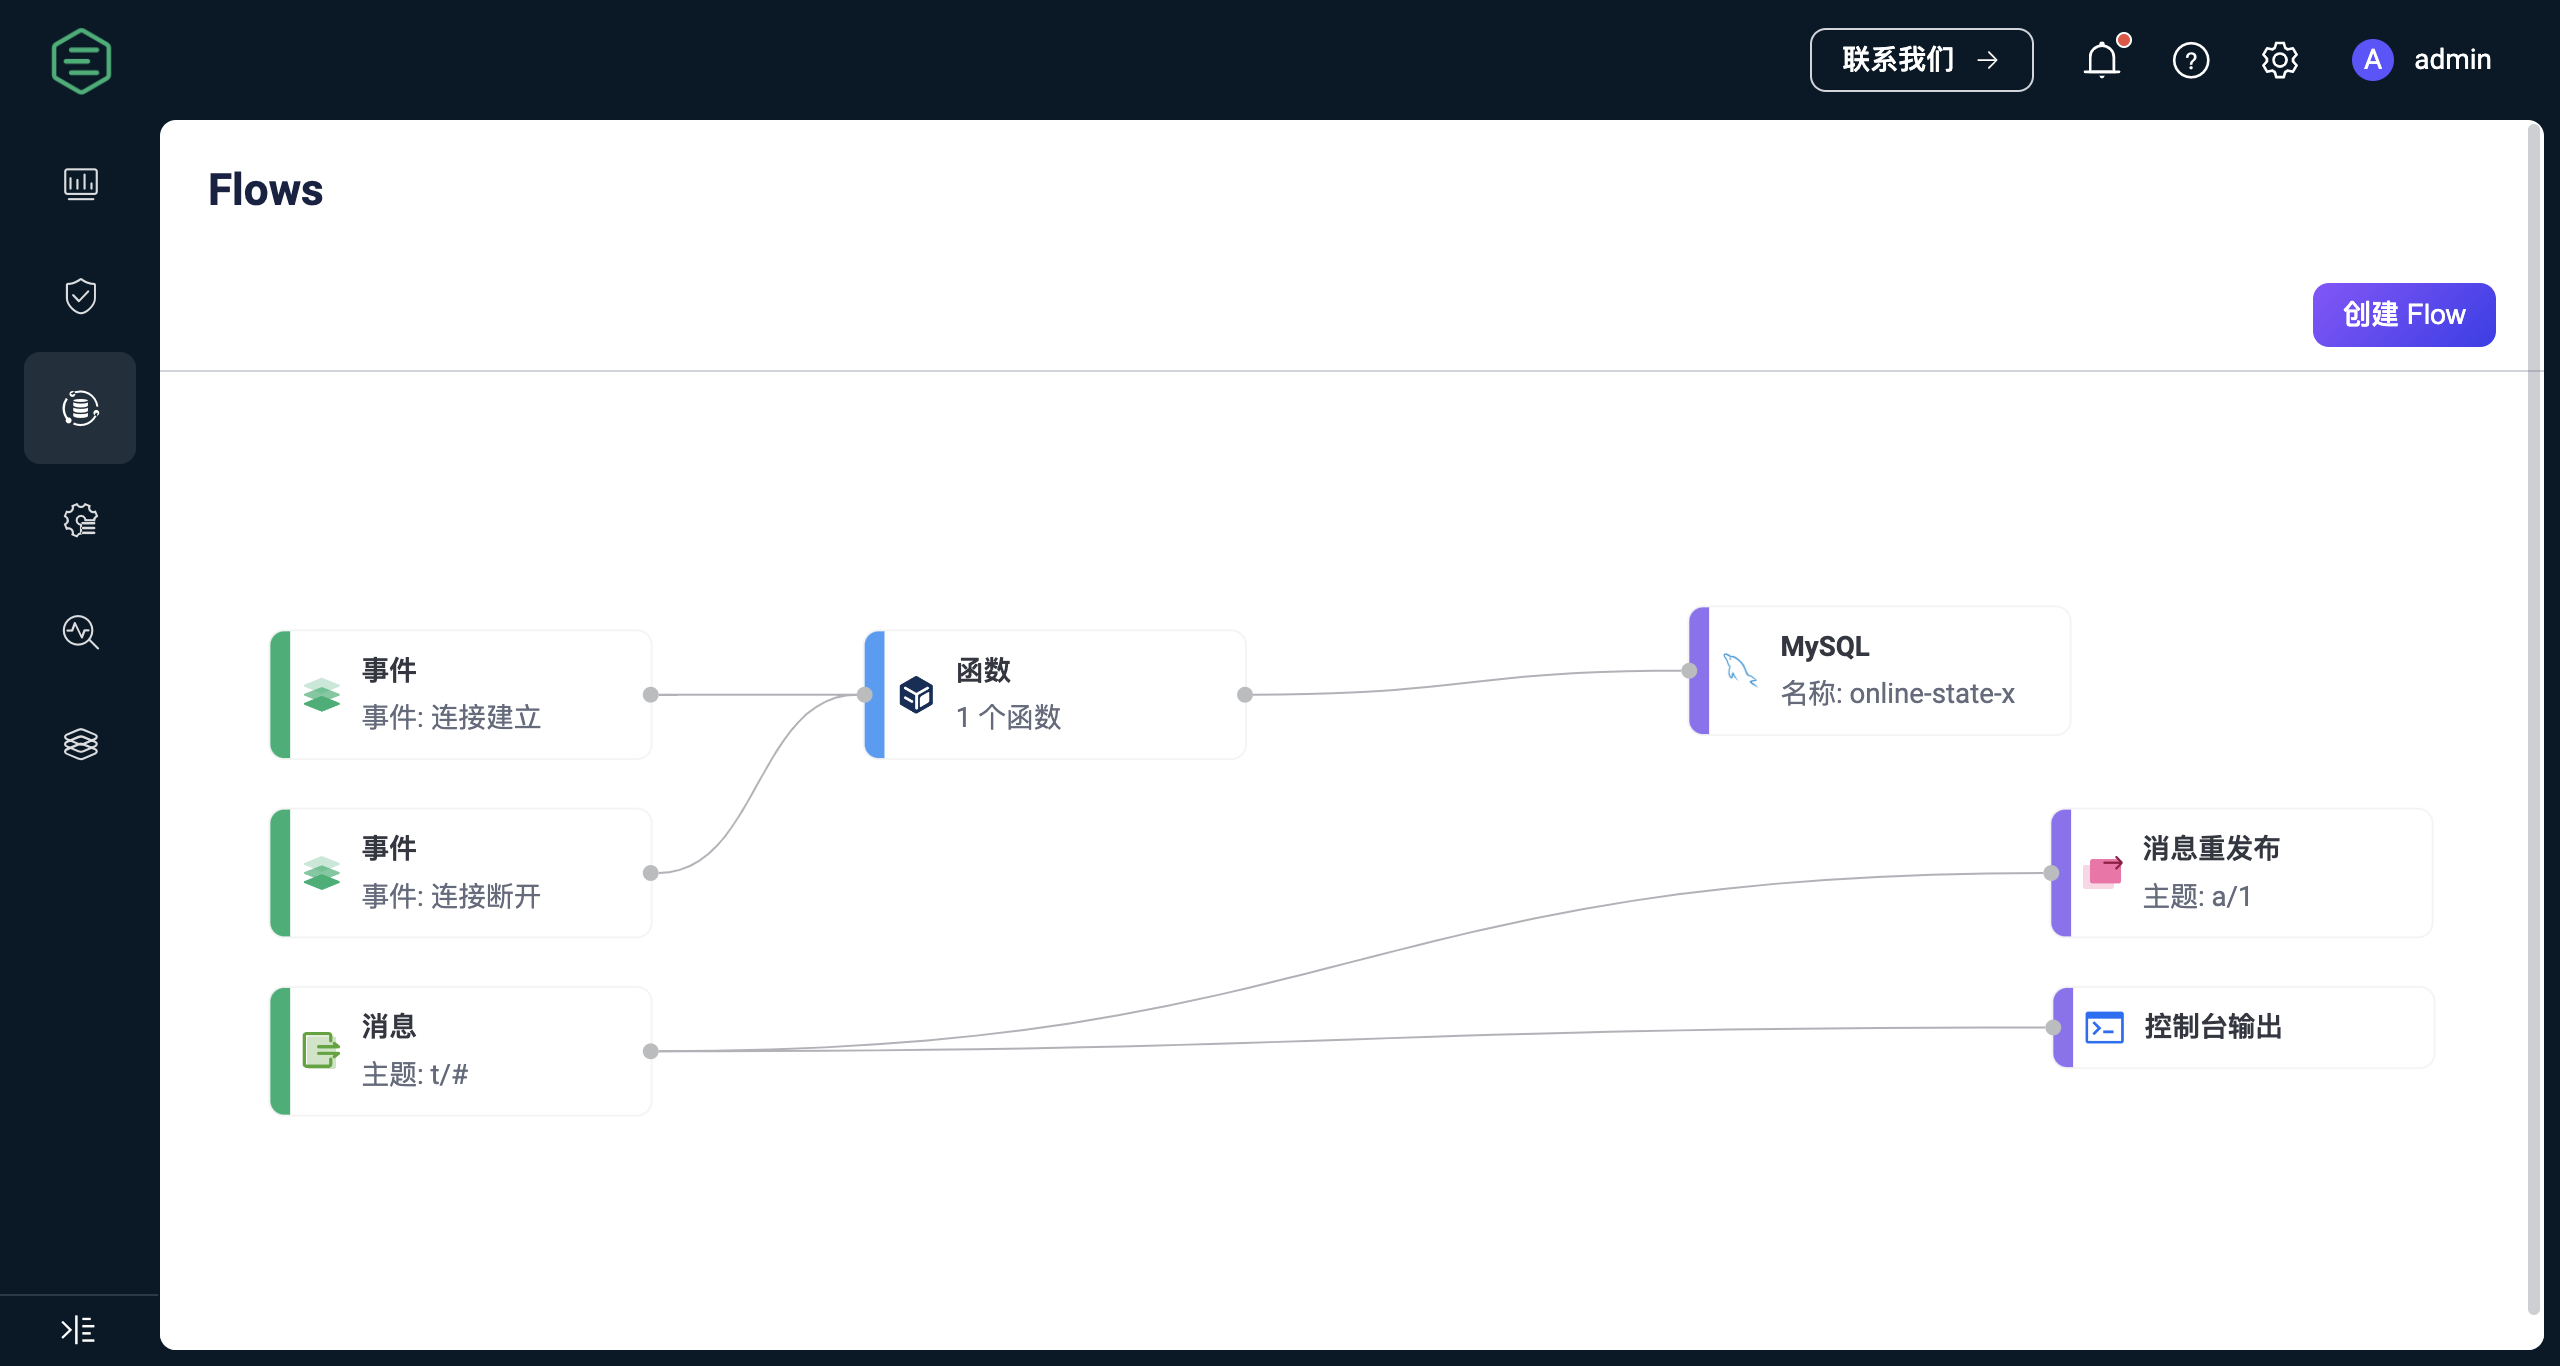 联系我们 →
A admin
Flows
创建 Flow
事件
事件: 连接建立
函数
1 个函数
MySQL
名称: online-state-x
事件
事件: 连接断开
消息重发布
主题: a/1
消息
主题: t/#
控制台输出